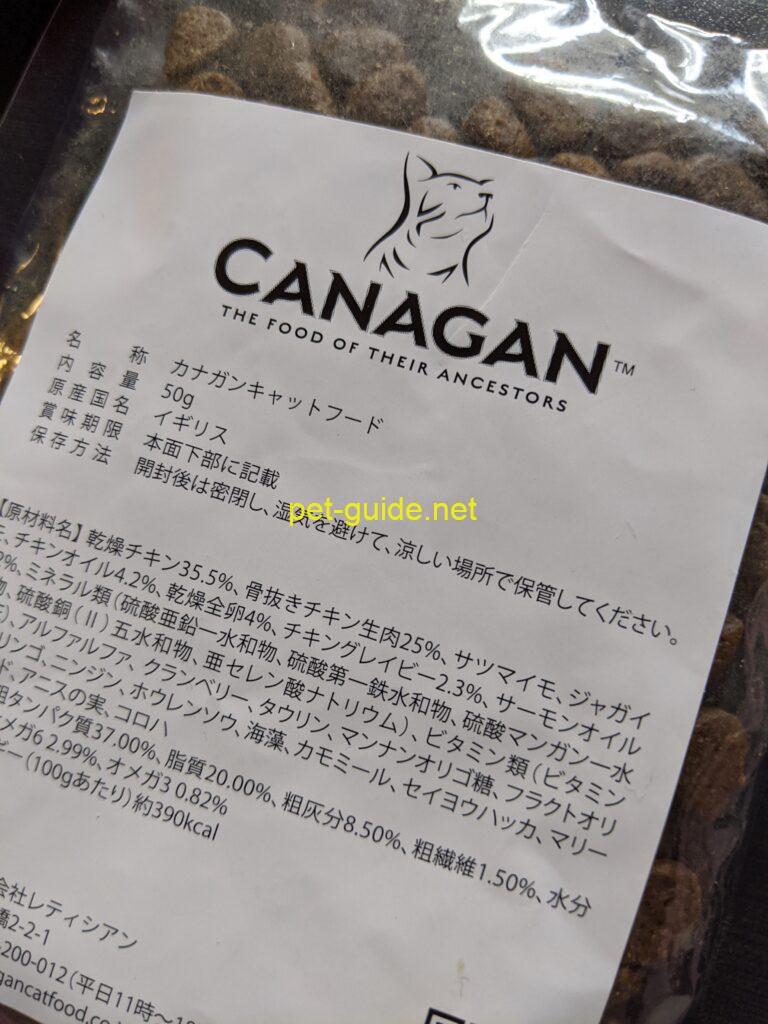 CANAGAN™
THE FOOD OF THEIR ANCESTORS
名称 カナガンキャットフード
内容量 50g
原産国名 イギリス
賞味期限 本面下部に記載
保存方法 開封後は密閉し、湿気を避けて、涼しい場所で保管してください。
pet-guide.net
【原材料名】乾燥チキン35.5%、骨抜きチキン生肉25%、サツマイモ、ジャガイ
モ、チキンオイル4.2%、乾燥全卵4%、チキングレイビー2.3%、サーモンオイル
2%、ミネラル類(硫酸亜鉛一水和物、硫酸第一鉄水和物、硫酸マンガン一水
物、硫酸銅(II)五水和物、亜セレン酸ナトリウム)、ビタミン類(ビタミン
E)、アルファルファ、クランベリー、タウリン、マンナンオリゴ糖、フラクトオリ
リンゴ、ニンジン、ホウレンソウ、海藻、カモミール、セイヨウハッカ、マリー
ド、アニスの実、コロハ
粗タンパク質37.00%、脂質20.00%、粗灰分8.50%、粗繊維1.50%、水分
オメガ6 2.99%、オメガ3 0.82%
ギー(100gあたり)約390kcal
会社レティシアン
橋2-2-1
-200-012(平日11時〜
gancatfood.co